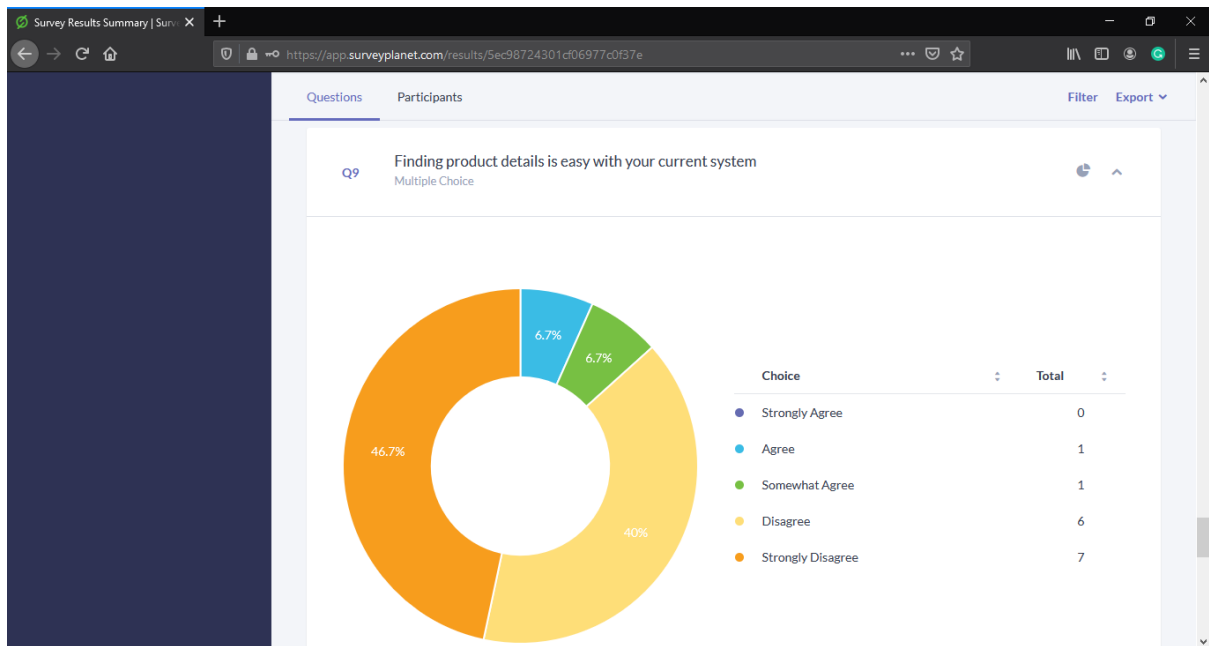 Survey Results Summary | Surv
https://app.surveyplanet.com/results/5ec98724301cf06977c0f37e
Questions Participants Filter Export
Q9 Finding product details is easy with your current system
Multiple Choice
6.7%
6.7%
46.7%
40%
Choice Total
Strongly Agree 0
Agree 1
Somewhat Agree 1
Disagree 6
Strongly Disagree 7